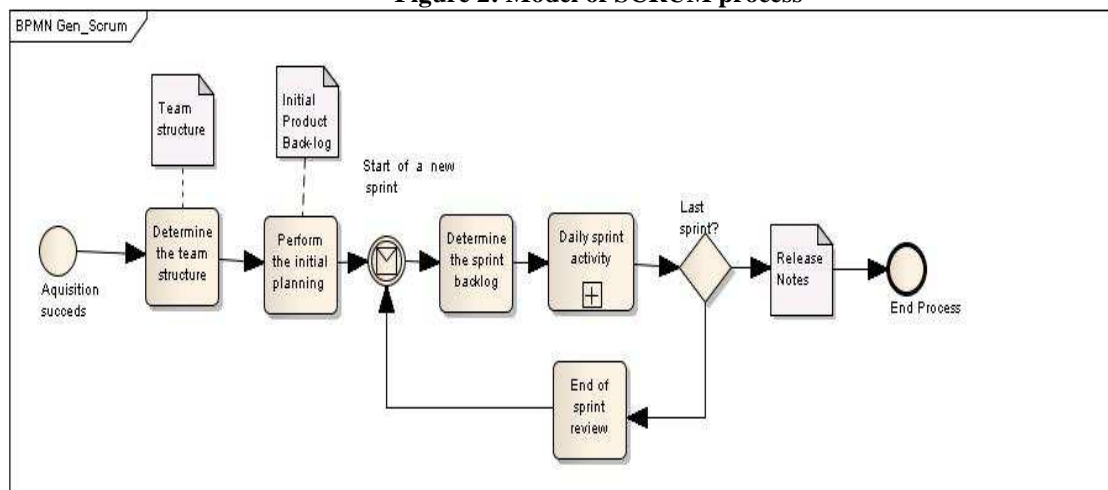 Figure 2: Model of SCRUM process
BPMN Gen_Scrum
Team
structure
Initial
Product
Back-log
Start of a new
sprint
Aquisition
succeds
Determine
the team
structure
Perform
the initial
planning
Determine
the sprint
backlog
Daily sprint
activity
Last
sprint?
Release
Notes
End Process
End of
sprint
review